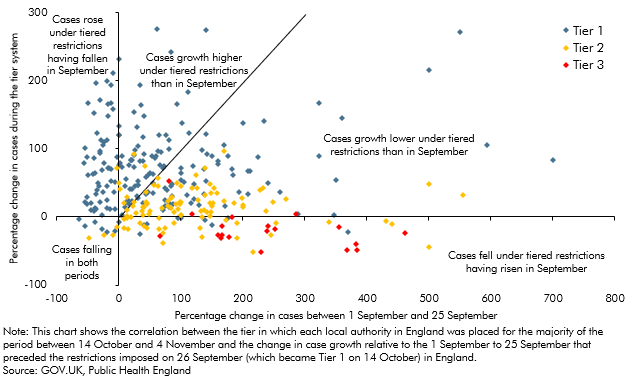 300
200
100
0
-100
Percentage change in cases during the tier system
Cases rose
under tiered
restrictions
having fallen
in September
Cases growth higher
under tiered restrictions
than in September
Tier 1
Tier 2
Tier 3
Cases growth lower under tiered
restrictions than in September
Cases falling
in both
periods
Cases fell under tiered restrictions
having risen in September
-100 0 100 200 300 400 500 600 700 800
Percentage change in cases between 1 September and 25 September
Note: This chart shows the correlation between the tier in which each local authority in England was placed for the majority of the
period between 14 October and 4 November and the change in case growth relative to the 1 September to 25 September that
preceded the restrictions imposed on 26 September (which became Tier 1 on 14 October) in England.
Source: GOV.UK, Public Health England